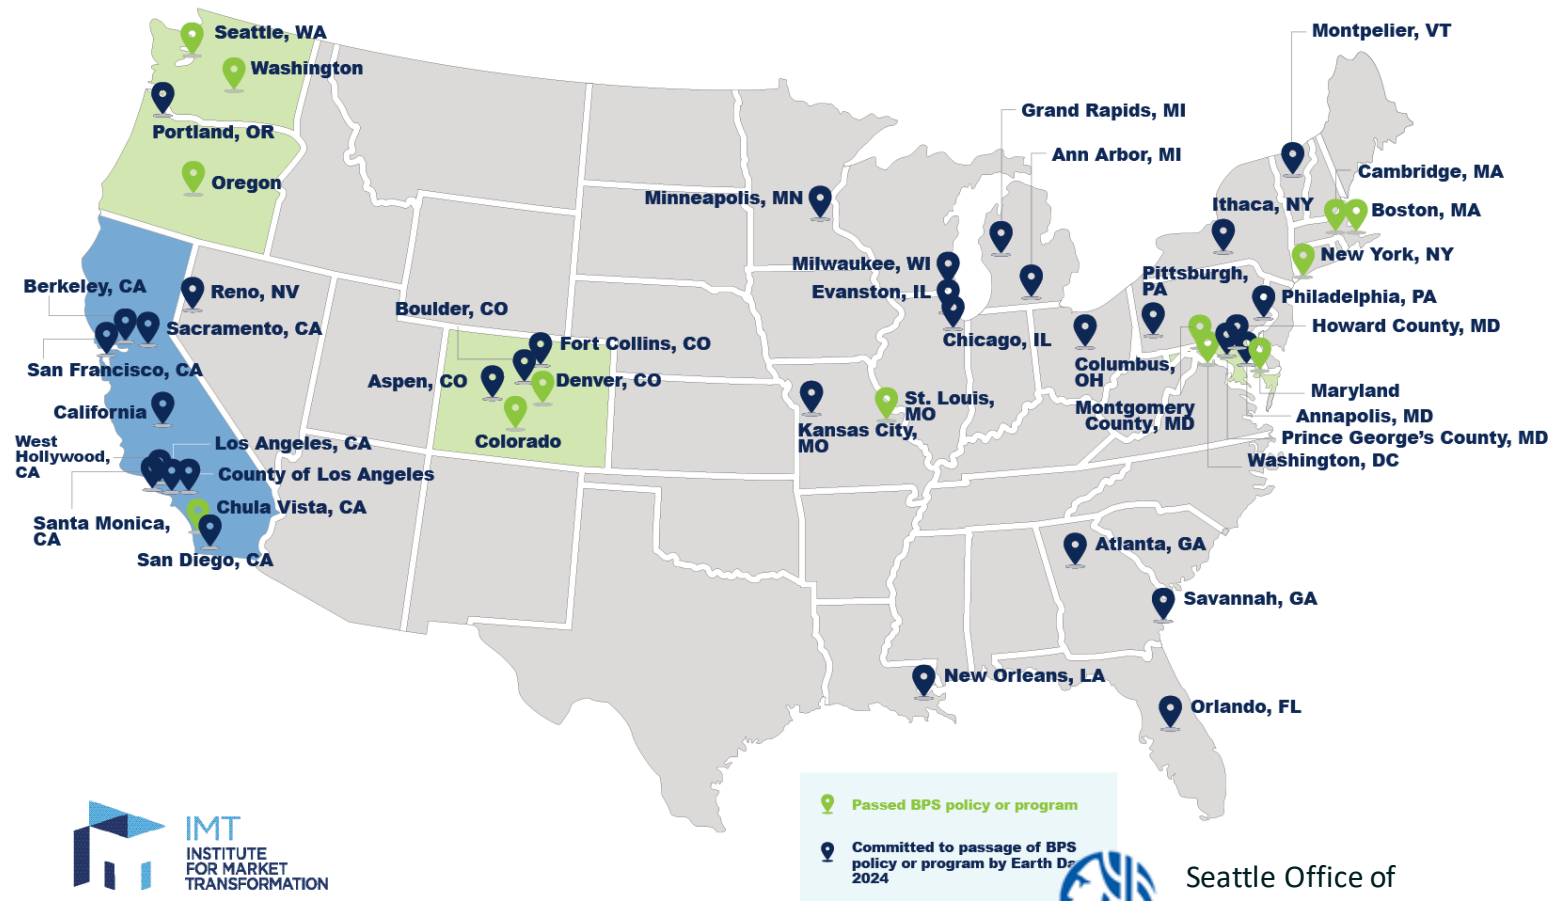 Seattle, WA
Washington
Portland, OR
Oregon
Berkeley, CA
Reno, NV
Sacramento, CA
San Francisco, CA
California
West
Hollywood,
CA
Los Angeles, CA
County of Los Angeles
Chula Vista, CA
Santa Monica,
CA
San Diego, CA
Boulder, CO
Fort Collins, CO
Aspen, CO
Denver, CO
Colorado
Minneapolis, MN
Milwaukee, WI
Evanston, IL
Chicago, IL
Kansas City,
MO
St. Louis,
MO
Grand Rapids, MI
Ann Arbor, MI
Columbus,
OH
Montpelier, VT
Cambridge, MA
Ithaca, NY
Boston, MA
New York, NY
Pittsburgh,
PA
Philadelphia, PA
Howard County, MD
Maryland
Montgomery
County, MD
Annapolis, MD
Prince George's County, MD
Washington, DC
Atlanta, GA
Savannah, GA
New Orleans, LA
Orlando, FL
Passed BPS policy or program
Committed to passage of BPS
policy or program by Earth Da
2024
IMT
INSTITUTE
FOR MARKET
TRANSFORMATION
Seattle Office of